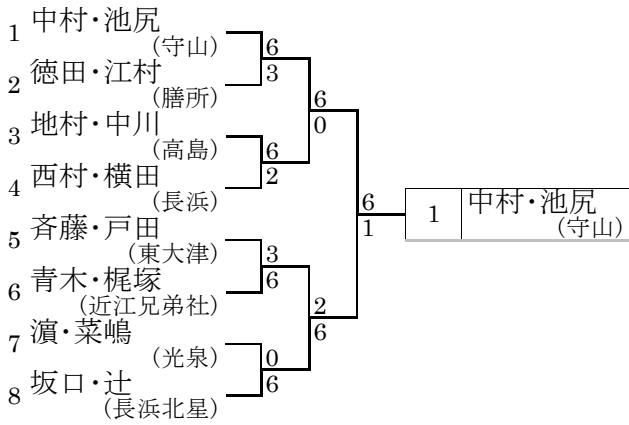 1 中村・池尻
(守山)
6
3
2 徳田・江村
(膳所)
6
0
3 地村・中川
(高島)
6
2
4 西村・横田
(長浜)
6
1
1 中村・池尻
(守山)
5 斉藤・戸田
(東大津)
3
6
6 青木・梶塚
(近江兄弟社)
2
6
7 濵・菜嶋
(光泉)
0
6
8 坂口・辻
(長浜北星)